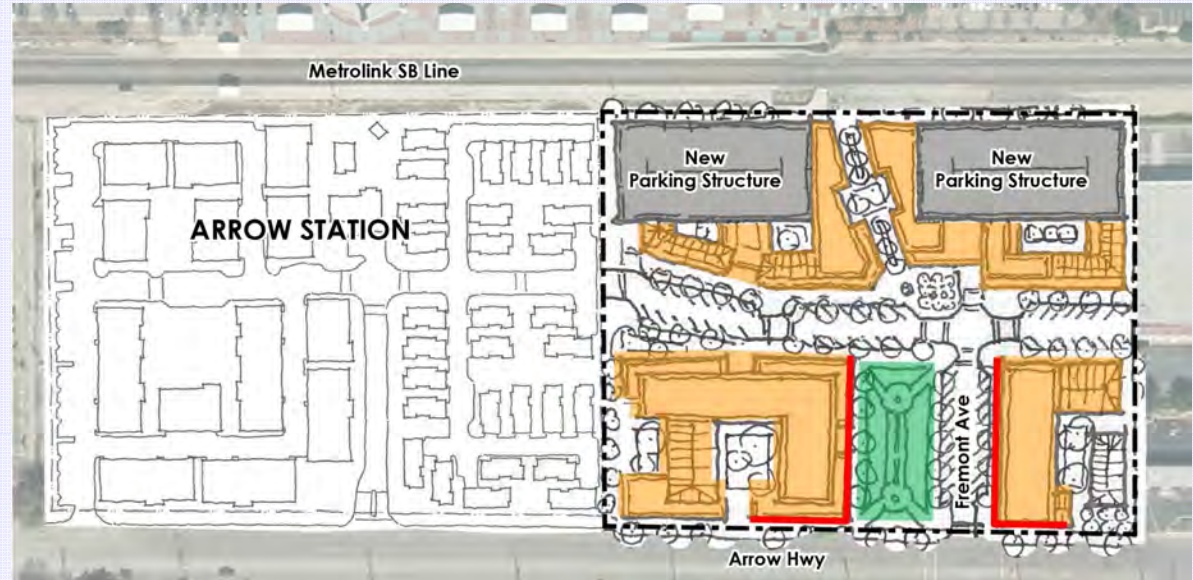 Metrolink SB Line
New
Parking Structure
New
Parking Structure
ARROW STATION
Fremont Ave
Arrow Hwy